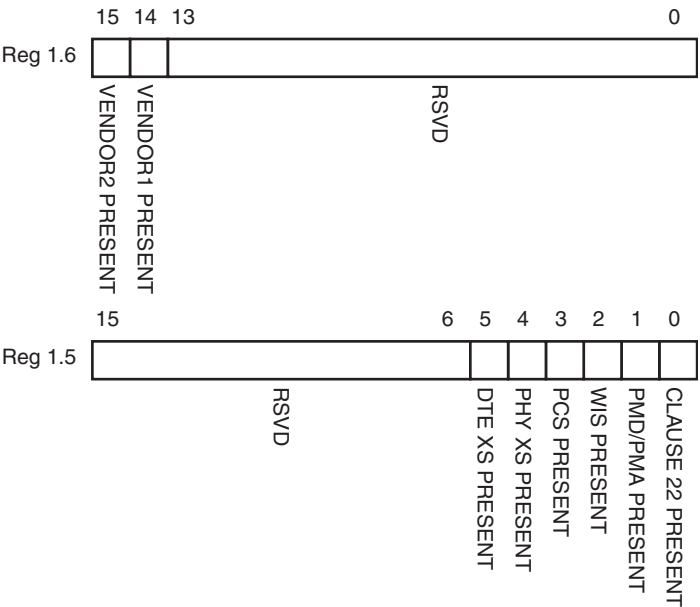 15 14 13 0
Reg 1.6
VENDOR2 PRESENT
VENDOR1 PRESENT
RSVD
15 6 5 4 3 2 1 0
Reg 1.5
RSVD
DTE XS PRESENT
PHY XS PRESENT
PCS PRESENT
WIS PRESENT
PMD/PMA PRESENT
CLAUSE 22 PRESENT